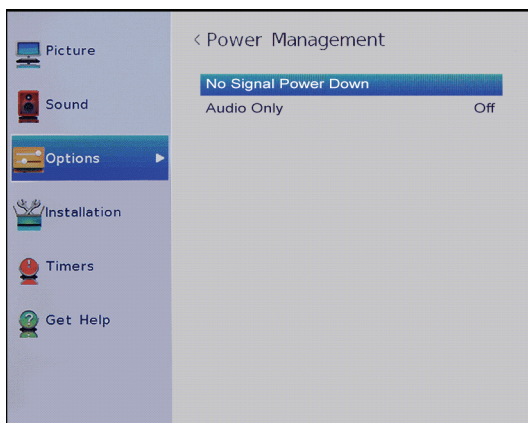 Picture
Sound
Options
Installation
Timers
Get Help
< Power Management
No Signal Power Down
Audio Only Off